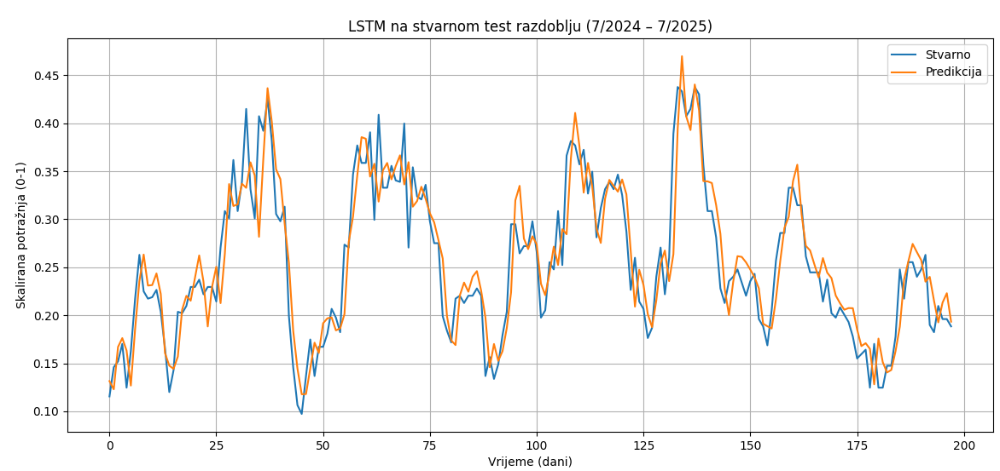 LSTM na stvarnom test razdoblju (7/2024 – 7/2025)
Stvarno
Predikcija
Skalirana potražnja (0-1)
0.45
0.40
0.35
0.30
0.25
0.20
0.15
0.10
0 25 50 75 100 125 150 175 200
Vrijeme (dani)